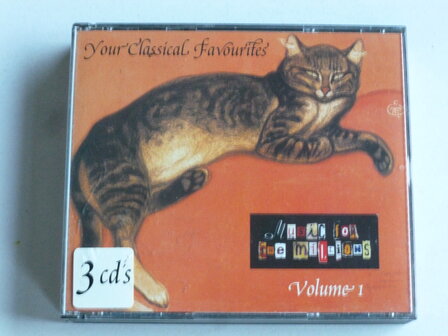 Your Classical Favourites
Music for
the millions
3 cd's
Volume 1